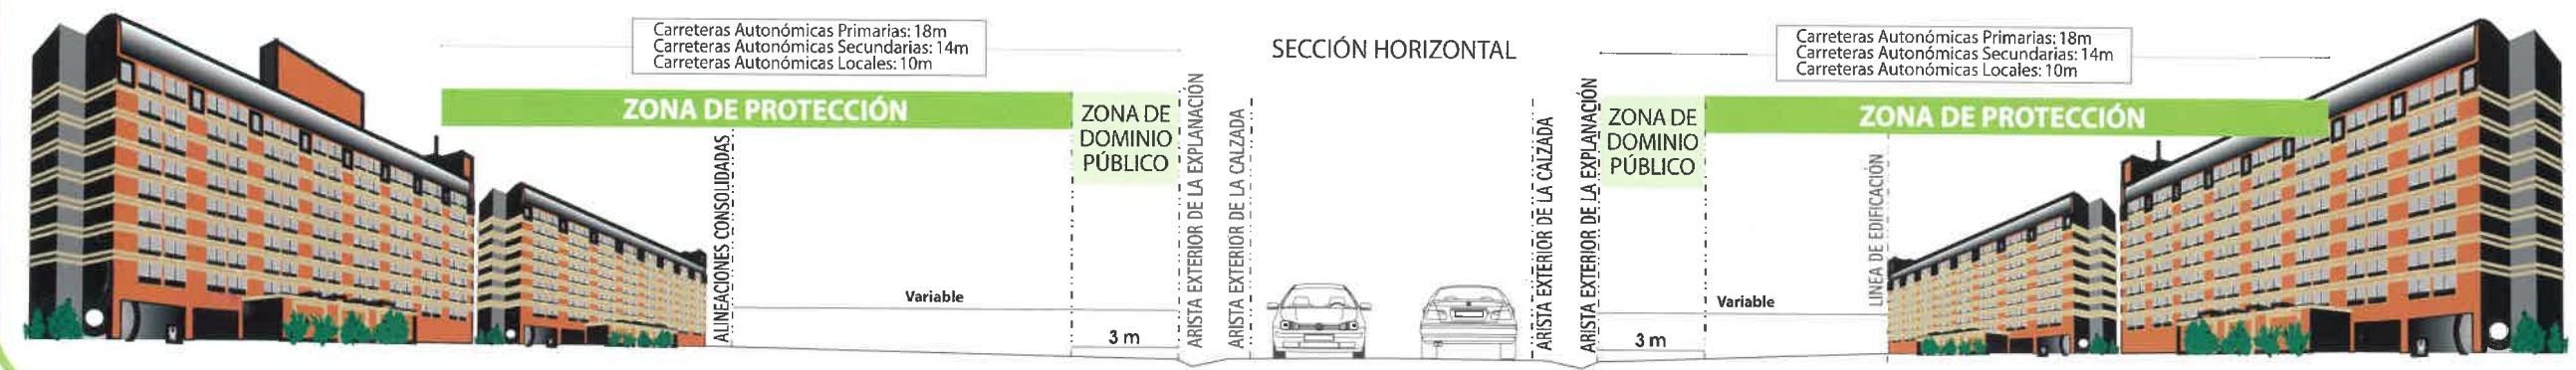 Carreteras Autonómicas Primarias: 18m
Carreteras Autonómicas Secundarias: 14m
Carreteras Autonómicas Locales: 10m
ZONA DE PROTECCIÓN
ZONA DE
DOMINIO
PÚBLICO
ALINEACIONES CONSOLIDADAS
Variable
3 m
ARISTA EXTERIOR DE LA EXPLANACIÓN
ARISTA EXTERIOR DE LA CALZADA
SECCIÓN HORIZONTAL
ARISTA EXTERIOR DE LA CALZADA
ARISTA EXTERIOR DE LA EXPLANACIÓN
Carreteras Autonómicas Primarias: 18m
Carreteras Autonómicas Secundarias: 14m
Carreteras Autonómicas Locales: 10m
ZONA DE
DOMINIO
PÚBLICO
ZONA DE PROTECCIÓN
Variable
3 m
LINEA DE EDIFICACIÓN